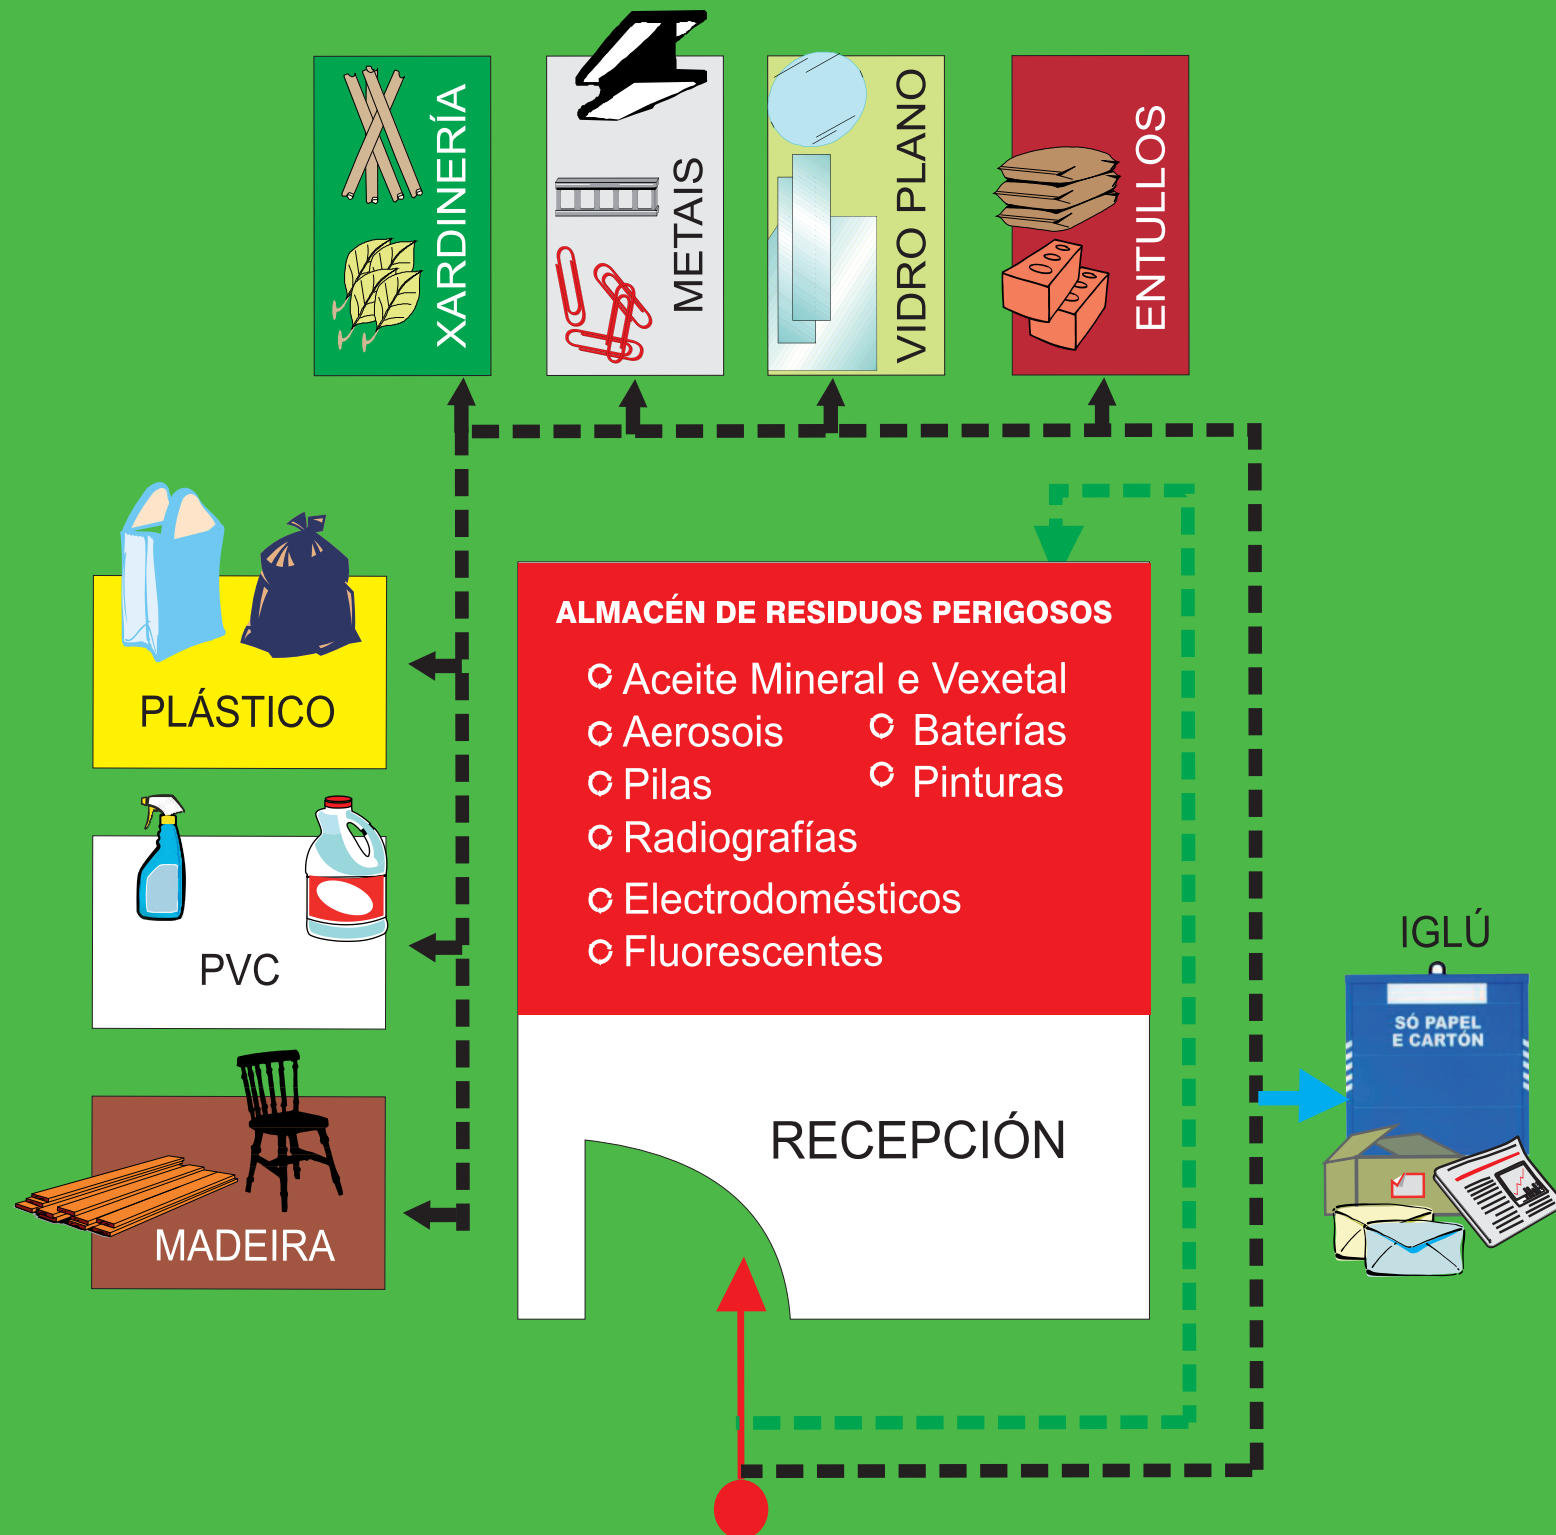 XARDINERÍA
METAIS
VIDRO PLANO
ENTULLOS
PLÁSTICO
PVC
MADEIRA
ALMACÉN DE RESIDUOS PERIGOSOS
Aceite Mineral e Vexetal
Aerosois
Baterías
Pilas
Pinturas
Radiografías
Electrodomésticos
Fluorescentes
RECEPCIÓN
IGLÚ
SÓ PAPEL
E CARTÓN